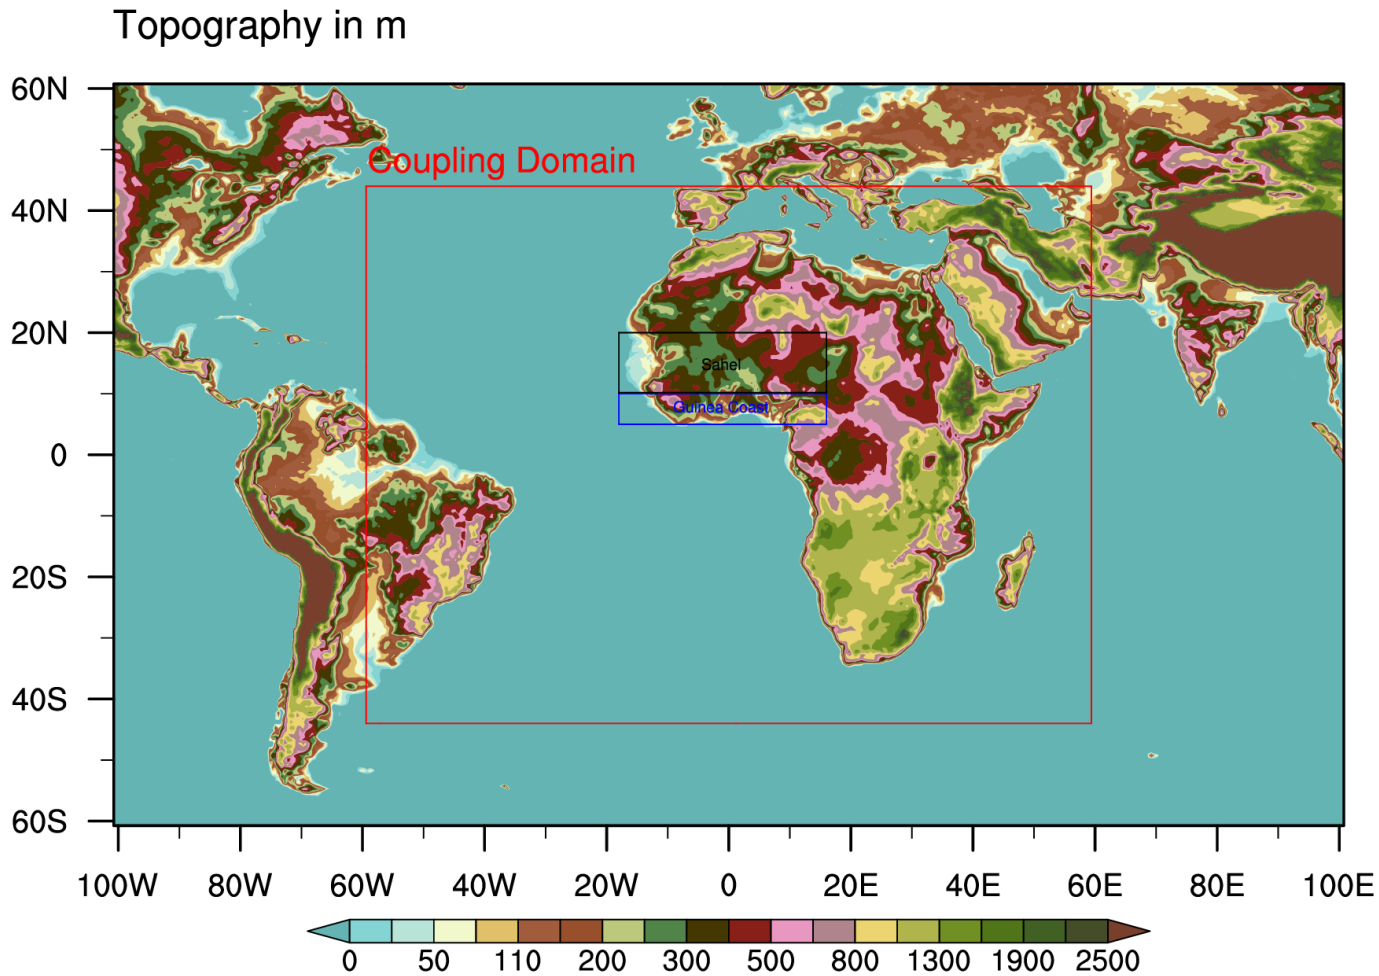 Topography in m
60N
Coupling Domain
40N
20N
Sahel
Guinea Coast
0
20S
40S
60S
100W 80W 60W 40W 20W 0 20E 40E 60E 80E 100E
0 50 110 200 300 500 800 1300 1900 2500